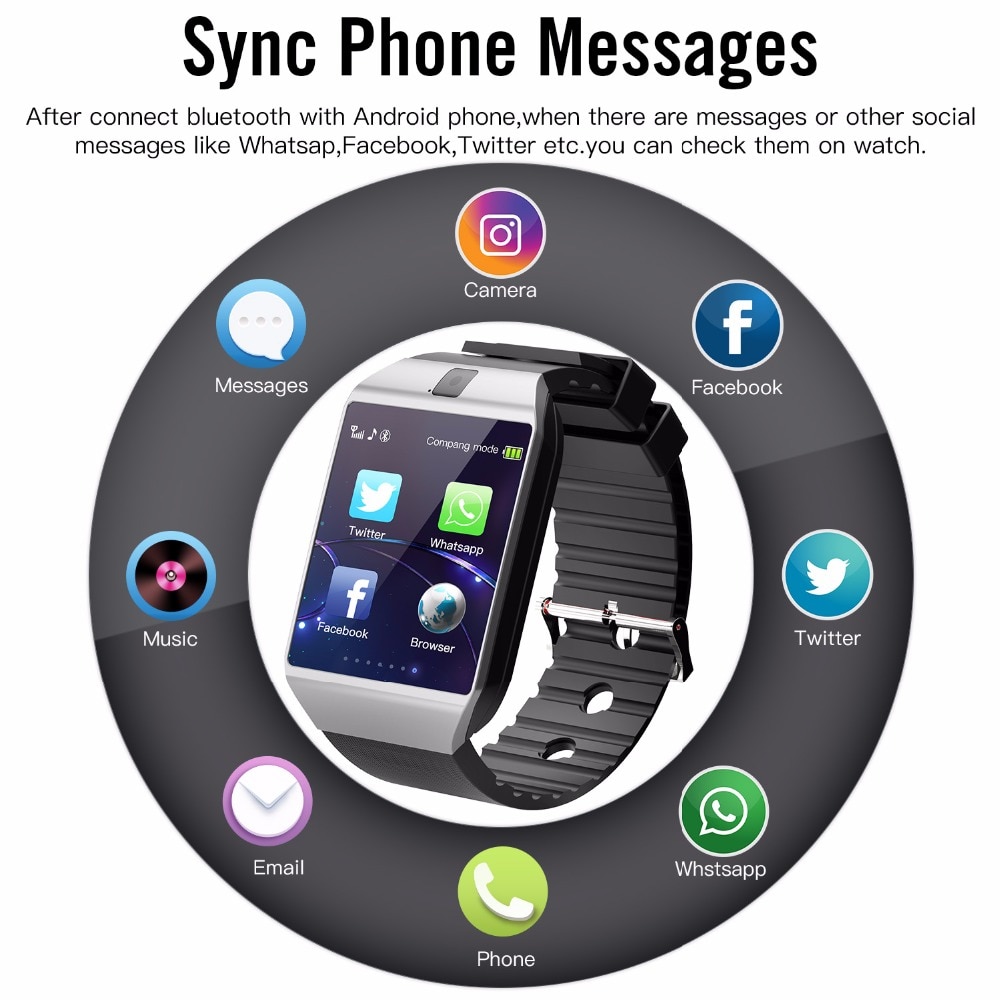 Sync Phone Messages
After connect bluetooth with Android phone,when there are messages or other social
messages like Whatsap,Facebook,Twitter etc.you can check them on watch.
Camera
Messages
Facebook
Compang mode
Twitter
Whatsapp
Facebook
Browser
Music
Twitter
Email
Whstsapp
Phone